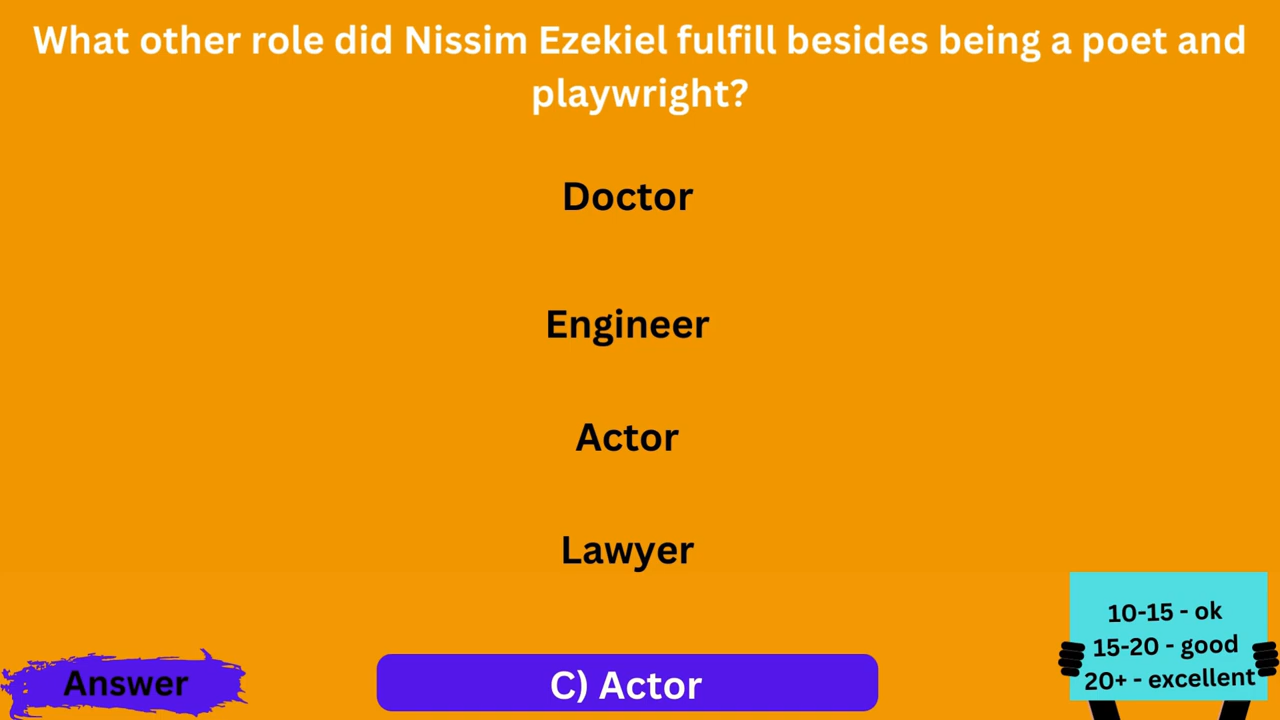 What other role did Nissim Ezekiel fulfill besides being a poet and
playwright?
Doctor
Engineer
Actor
Lawyer
10-15 - ok
15-20 - good
20+ - excellent
Answer
C) Actor